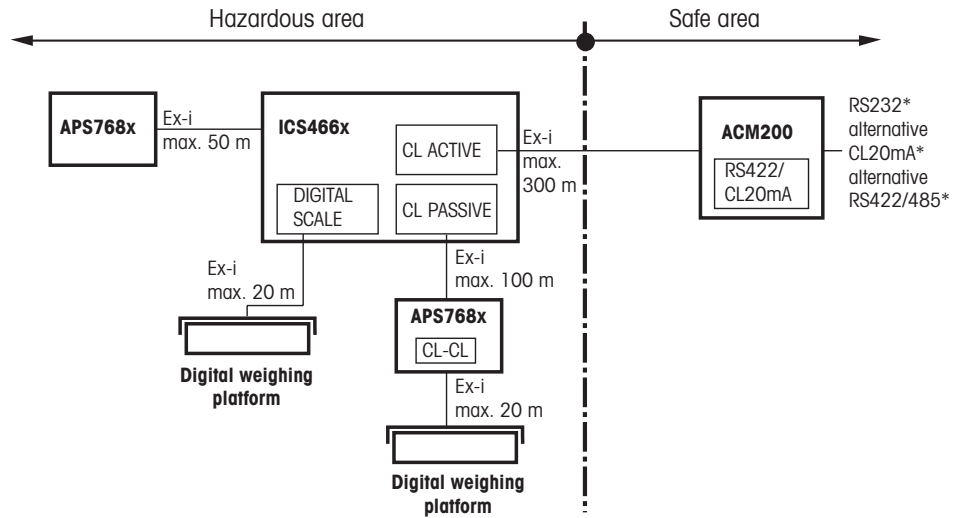 Hazardous area
Safe area
APS768x
Ex-i
max. 50 m
ICS466x
CL ACTIVE
DIGITAL
SCALE
CL PASSIVE
Ex-i
max.
300 m
ACM200
RS422/
CL20mA
RS232*
alternative
CL20mA*
alternative
RS422/485*
Ex-i
max. 20 m
Digital weighing
platform
Ex-i
max. 100 m
APS768x
CL-CL
Ex-i
max. 20 m
Digital weighing
platform